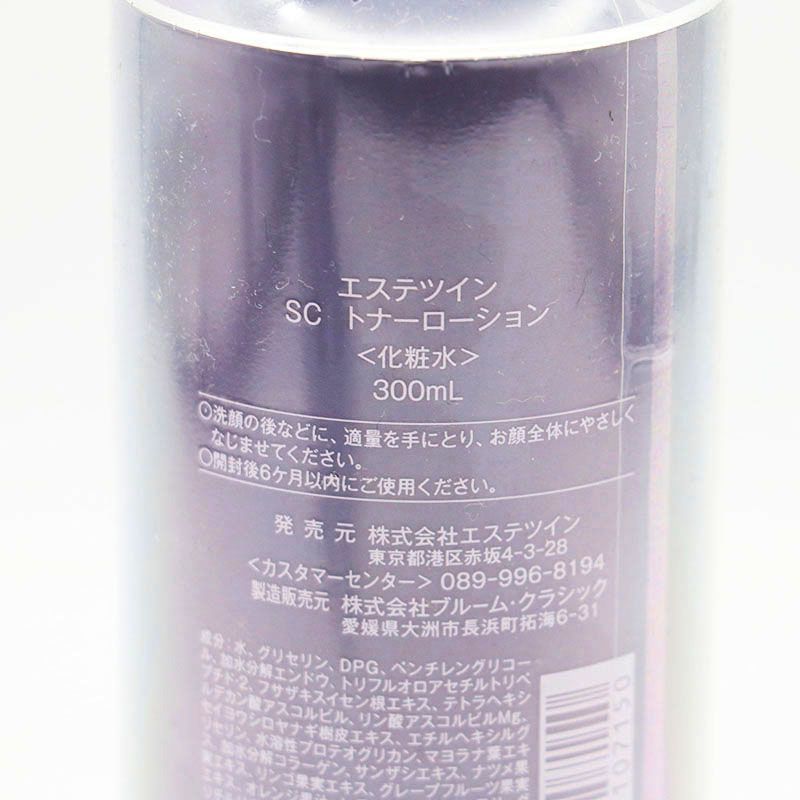 エステツイン
SC トナーローション
<化粧水>
300mL
○洗顔の後などに、適量を手にとり、お顔全体にやさしく
なじませてください。
○開封後6ケ月以内にご使用ください。
発売元 株式会社エステツイン
東京都港区赤坂4-3-28
<カスタマーセンター> 089-996-8194
製造販売元 株式会社ブルーム・クラシック
愛媛県大洲市長浜町拓海6-31
成分:水、グリセリン、DPG、ペンチレングリコー
ル、加水分解エンドウ、トリフルオロアセチルトリペ
プチド-2、フサザキスイセン根エキス、テトラヘキシ
ルデカン酸アスコルビル、リン酸アスコルビルMg、
セイヨウシロヤナギ樹皮エキス、エチルヘキシルグ
リセリン、水溶性プロテオグリカン、マヨラナ葉エキ
ス、加水分解コラーゲン、サンザシエキス、ナツメ果
実エキス、リンゴ果実エキス、グレープフルーツ果実
エキス、オレンジ果汁
107150